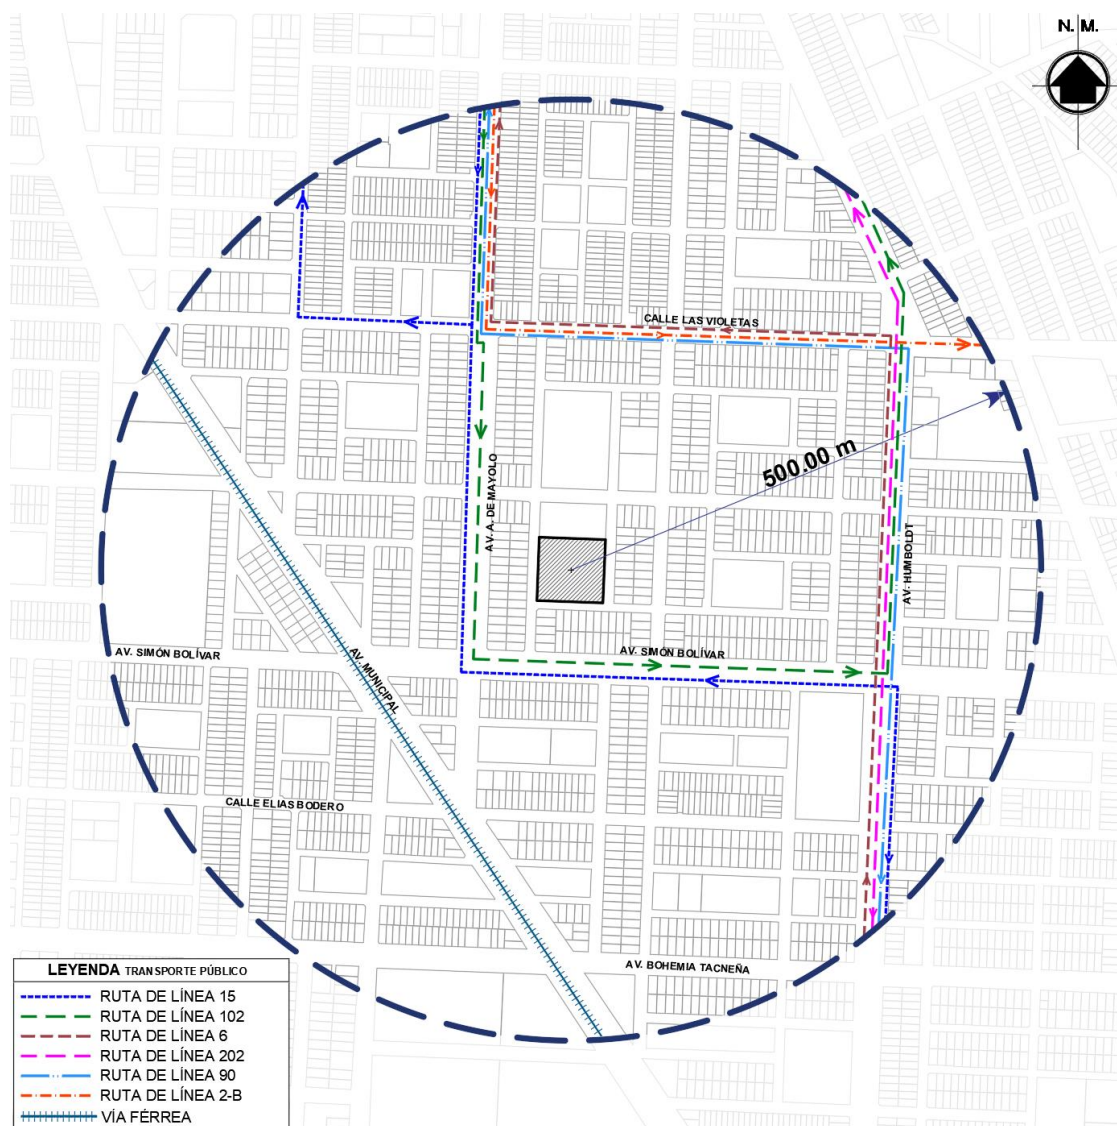 N. M.
CALLE LAS VIOLETAS
500.00 m
AV. A. DE MAYOLO
AV. HUMBOLDT
AV. SIMÓN BOLÍVAR
AV. SIMÓN BOLÍVAR
AV. MUNICIPAL
CALLE ELIAS BODERO
AV. BOHEMIA TACNEÑA
LEYENDA TRANSPORTE PÚBLICO
RUTA DE LÍNEA 15
RUTA DE LÍNEA 102
RUTA DE LÍNEA 6
RUTA DE LÍNEA 202
RUTA DE LÍNEA 90
RUTA DE LÍNEA 2-B
VÍA FÉRREA